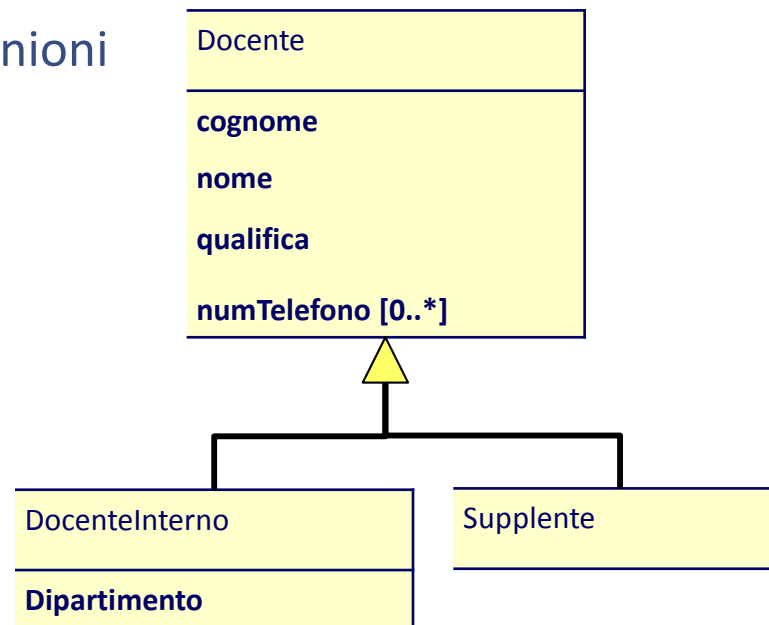 nioni
Docente
cognome
nome
qualifica
numTelefono [0..*]
DocenteInterno
Supplente
Dipartimento